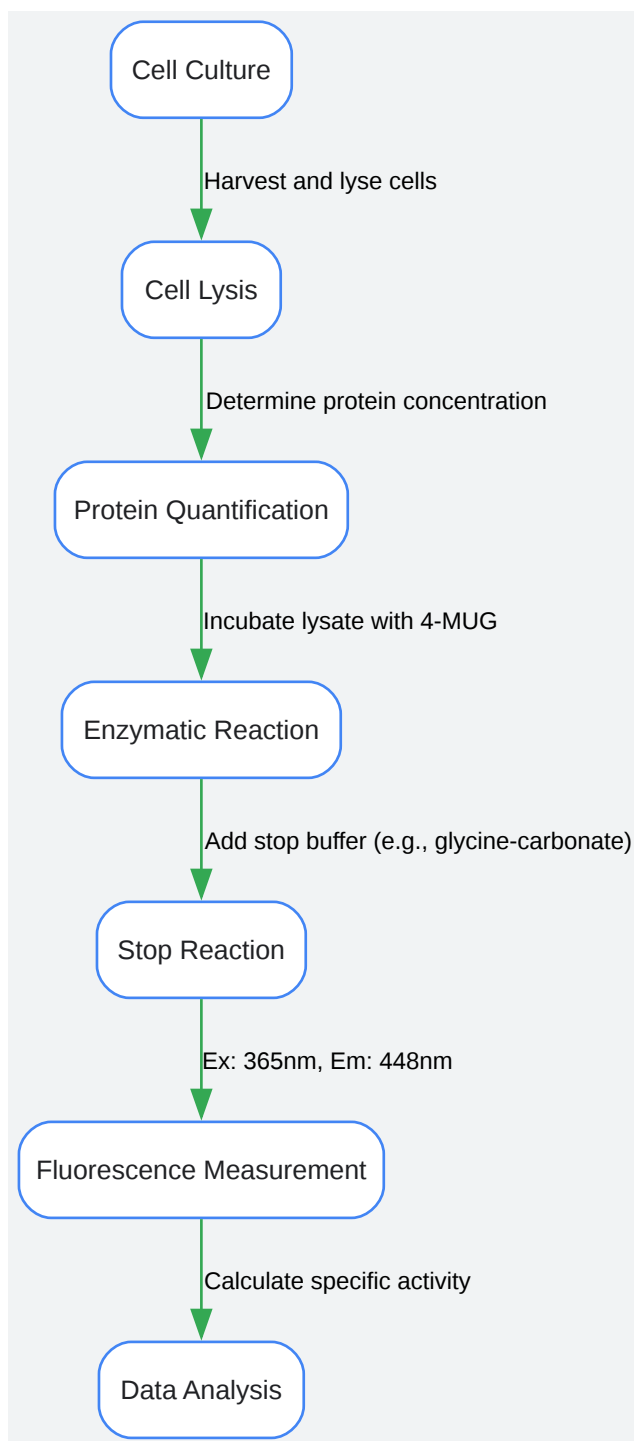 Cell Culture
Harvest and lyse cells
Cell Lysis
Determine protein concentration
Protein Quantification
Incubate lysate with 4-MUG
Enzymatic Reaction
Add stop buffer (e.g., glycine-carbonate)
Stop Reaction
Ex: 365nm, Em: 448nm
Fluorescence Measurement
Calculate specific activity
Data Analysis